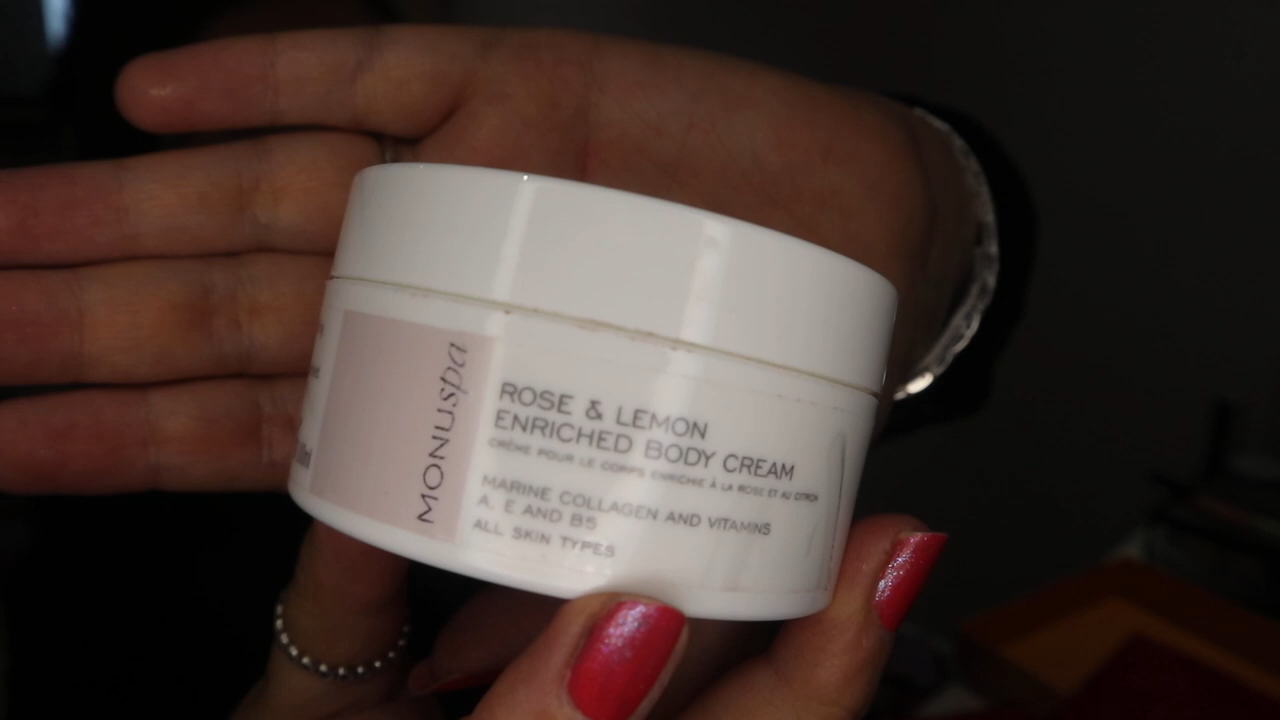 MONUspa
ROSE & LEMON
ENRICHED BODY CREAM
CRÈME POUR LE CORPS ENRICHIE À LA ROSE ET AU CITRON
MARINE COLLAGEN AND VITAMINS
A, E AND B5
ALL SKIN TYPES